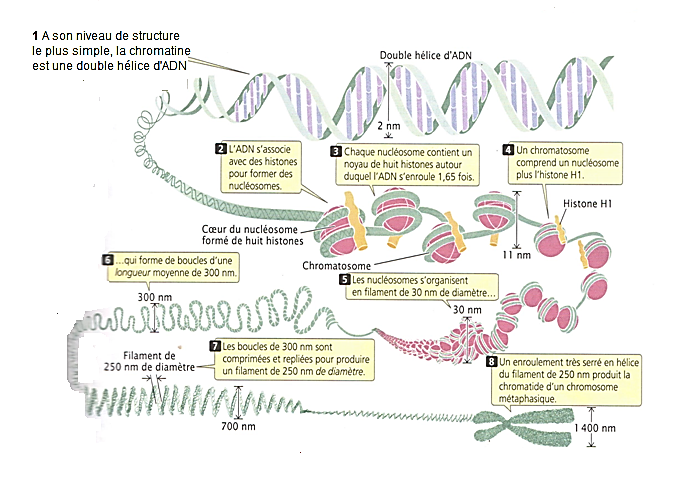 1 A son niveau de structure
le plus simple, la chromatine
est une double hélice d'ADN
Double hélice d'ADN
2 nm
2 L'ADN s'associe
avec des histones
pour former des
nucléosomes.
3 Chaque nucléosome contient un
noyau de huit histones autour
duquel l'ADN s'enroule 1,65 fois.
4 Un chromatosome
comprend un nucléosome
plus l'histone H1.
Histone H1
Cœur du nucléosome
formé de huit histones
Chromatosome
11 nm
6 ...qui forme de boucles d'une
longueur moyenne de 300 nm.
300 nm
5 Les nucléosomes s'organisent
en filament de 30 nm de diamètre...
30 nm
7 Les boucles de 300 nm sont
comprimées et repliées pour produire
un filament de 250 nm de diamètre.
Filament de
250 nm de diamètre
8 Un enroulement très serré en hélice
du filament de 250 nm produit la
chromatide d'un chromosome
métaphasique.
700 nm
1 400 nm